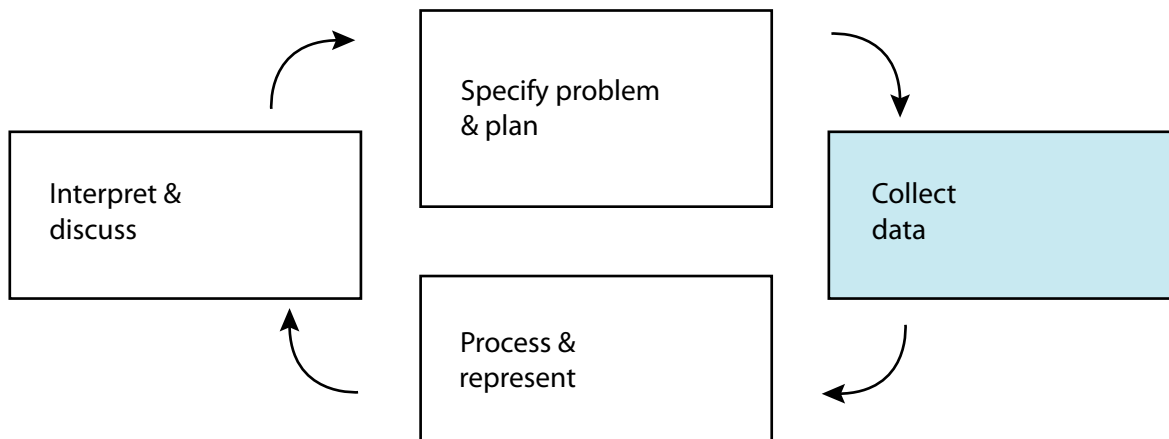 Specify problem
& plan
Interpret &
discuss
Collect
data
Process &
represent